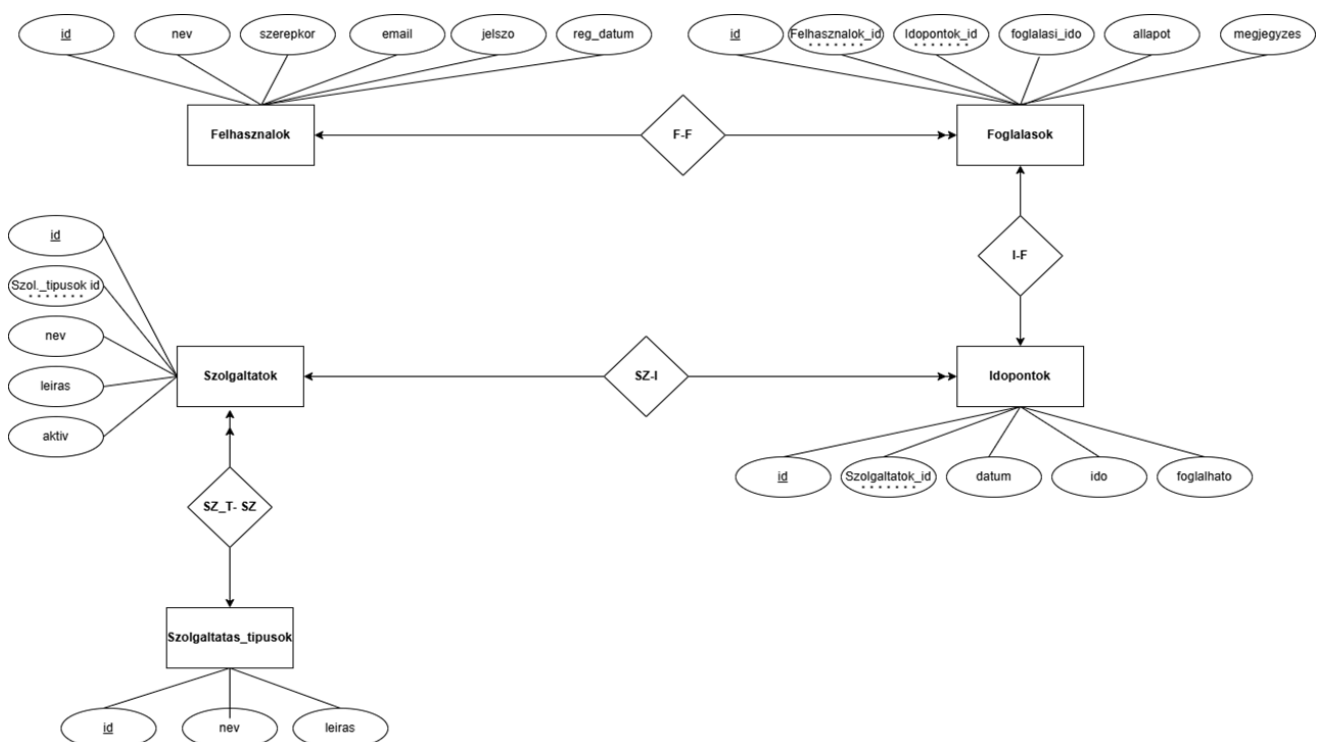 id
nev
szerepkor
email
jelszo
reg_datum
id
Felhasznalok_id
Idopontok_id
foglalasi_ido
allapot
megjegyzes
Felhasznalok
F-F
Foglalasok
id
Szol._tipusok id
nev
leiras
aktiv
I-F
Szolgaltatok
SZ-I
Idopontok
id
Szolgaltatok_id
datum
ido
foglalhato
SZ_T- SZ
Szolgaltatas_tipusok
id
nev
leiras